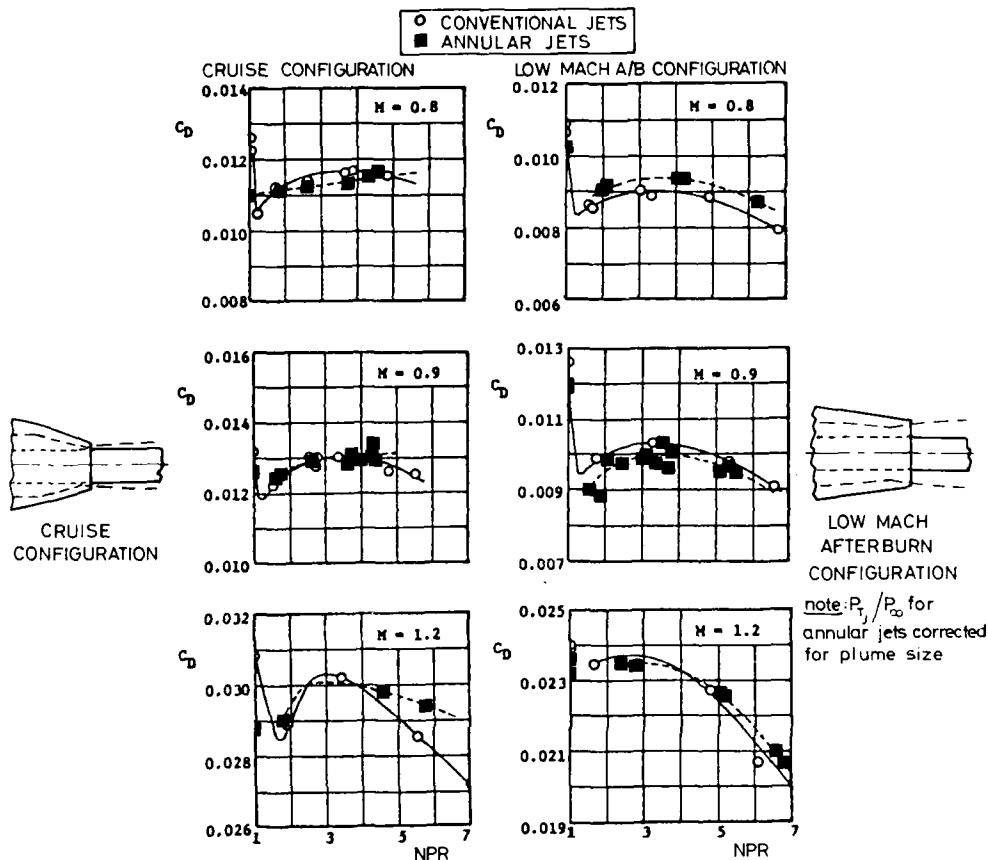 CONVENTIONAL JETS
ANNULAR JETS
CRUISE CONFIGURATION
LOW MACH A/B CONFIGURATION
0.014
C_D
0.012
0.010
0.008
M = 0.8
0.012
C_D
0.010
0.008
0.006
M = 0.8
0.016
C_D
0.014
0.012
0.010
M = 0.9
0.013
C_D
0.011
0.009
0.007
M = 0.9
CRUISE
CONFIGURATION
LOW MACH
AFTERBURN
CONFIGURATION
note: P_Tj/P_∞ for
annular jets corrected
for plume size
0.032
C_D
0.030
0.028
0.026
M = 1.2
1 3 5 7
NPR
0.025
C_D
0.023
0.021
0.019
M = 1.2
1 3 5 7
NPR